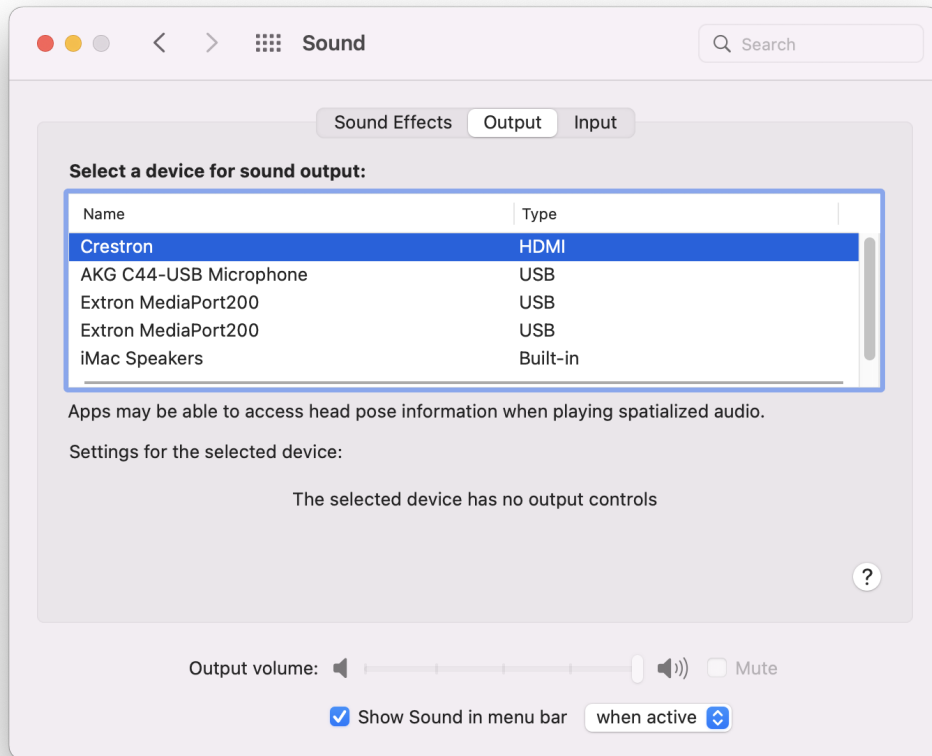 Sound
Search
Sound Effects Output Input
Select a device for sound output:
Name Type
Crestron HDMI
AKG C44-USB Microphone USB
Extron MediaPort200 USB
Extron MediaPort200 USB
iMac Speakers Built-in
Apps may be able to access head pose information when playing spatialized audio.
Settings for the selected device:
The selected device has no output controls
?
Output volume: Mute
Show Sound in menu bar when active